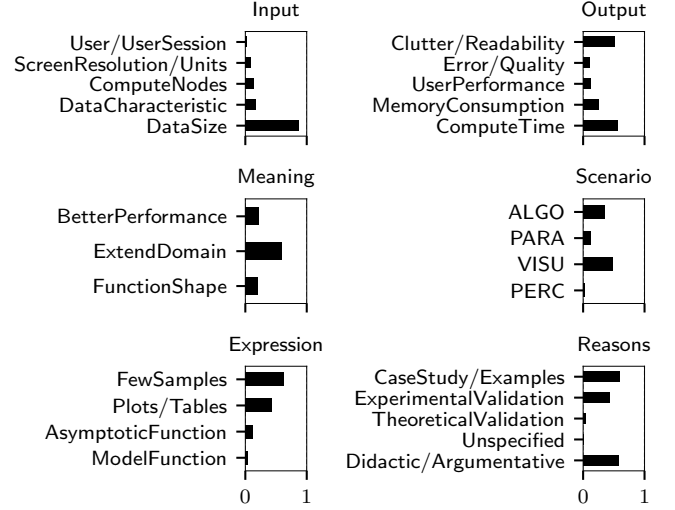 Input
User/UserSession
ScreenResolution/Units
ComputeNodes
DataCharacteristic
DataSize
Output
Clutter/Readability
Error/Quality
UserPerformance
MemoryConsumption
ComputeTime
Meaning
BetterPerformance
ExtendDomain
FunctionShape
Scenario
ALGO
PARA
VISU
PERC
Expression
FewSamples
Plots/Tables
AsymptoticFunction
ModelFunction
0 1
Reasons
CaseStudy/Examples
ExperimentalValidation
TheoreticalValidation
Unspecified
Didactic/Argumentative
0 1